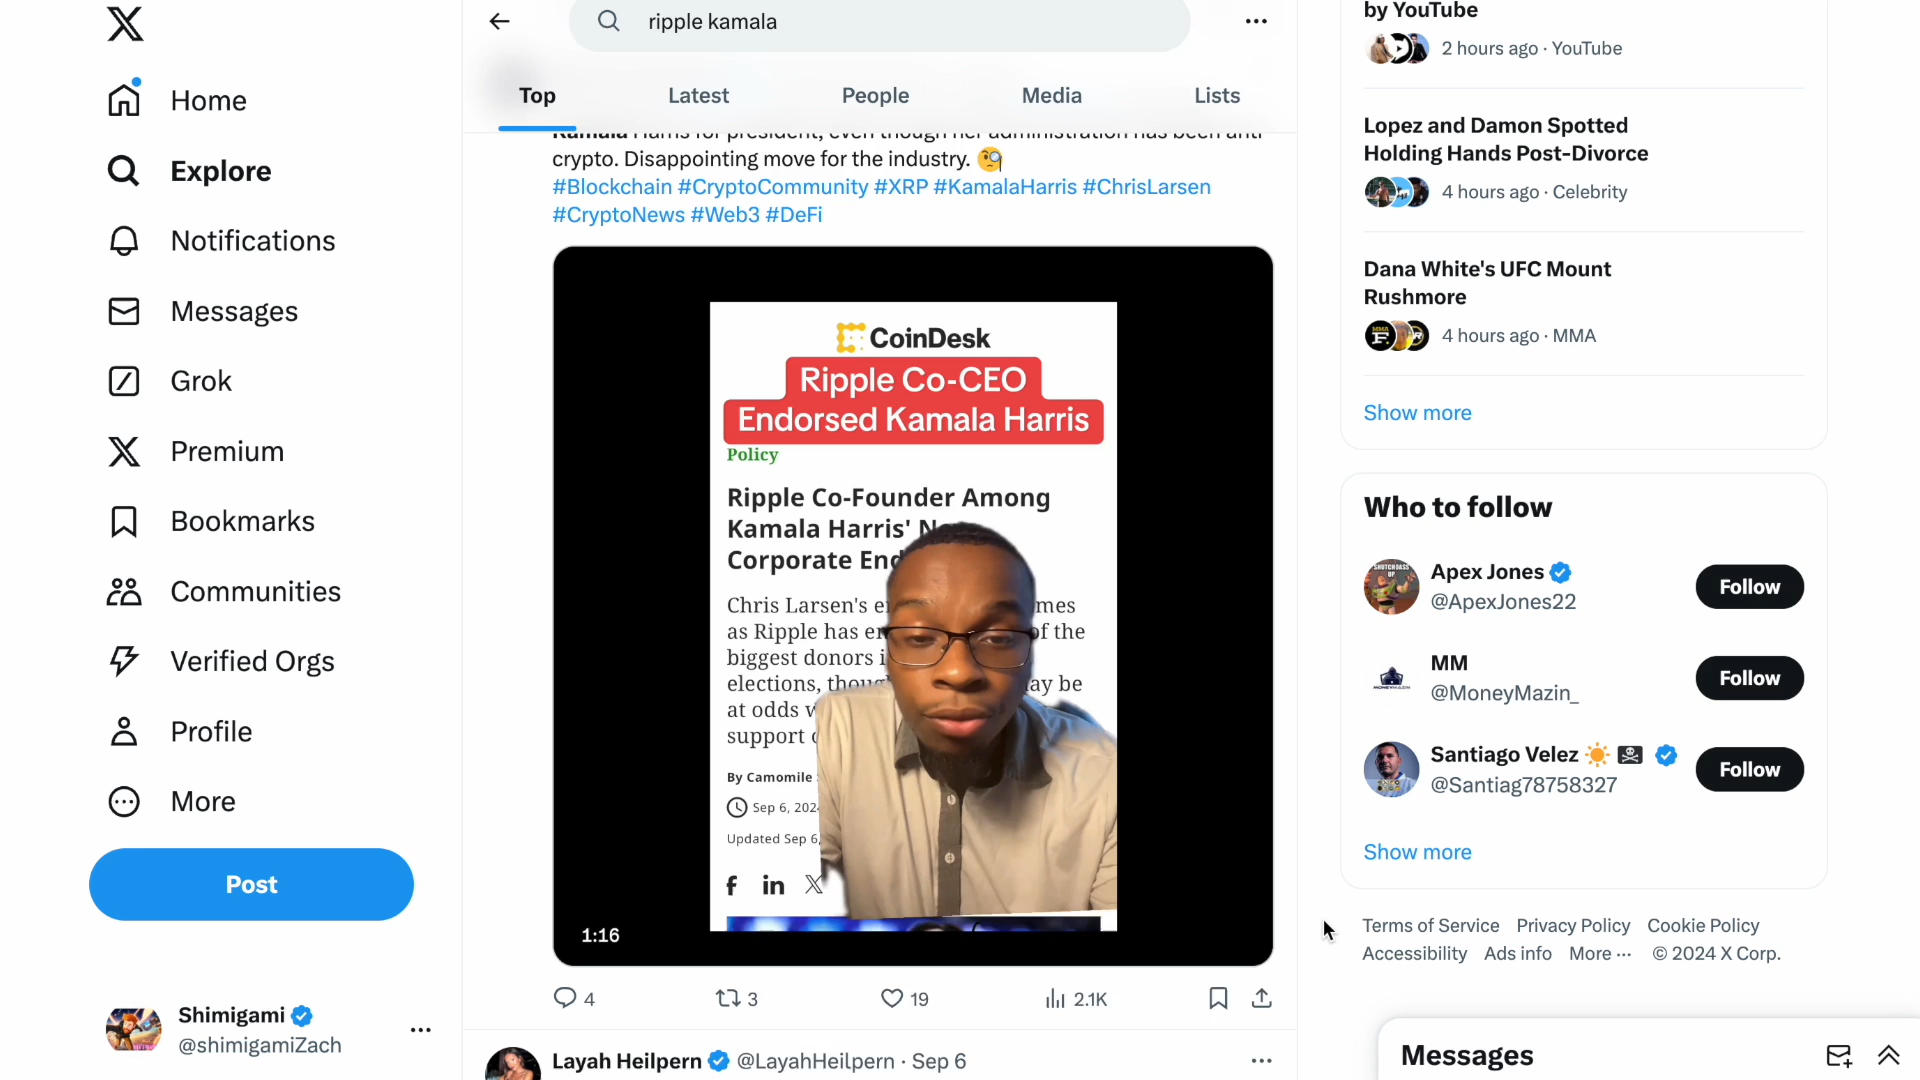 Home
Explore
Notifications
Messages
Grok
Premium
Bookmarks
Communities
Verified Orgs
Profile
More
Post
Shimigami
@shimigamiZach
ripple kamala
Top
Latest
People
Media
Lists
Kamala Harris for president, even though her administration has been anti
crypto. Disappointing move for the industry. 🧐
#Blockchain #CryptoCommunity #XRP #KamalaHarris #ChrisLarsen
#CryptoNews #Web3 #DeFi
CoinDesk
Ripple Co-CEO
Endorsed Kamala Harris
Policy
Ripple Co-Founder Among
Kamala Harris'
Corporate
Chris Larsen's
as Ripple has of the
biggest donors
elections, may be
at odds
support
By Camomile
Sep 6, 2024
Updated Sep 6,
1:16
4
3
19
2.1K
Layah Heilpern @LayahHeilpern · Sep 6
by YouTube
2 hours ago · YouTube
Lopez and Damon Spotted
Holding Hands Post-Divorce
4 hours ago · Celebrity
Dana White's UFC Mount
Rushmore
4 hours ago · MMA
Show more
Who to follow
Apex Jones
@ApexJones22
Follow
MM
@MoneyMazin_
Follow
Santiago Velez
@Santiag78758327
Follow
Show more
Terms of Service Privacy Policy Cookie Policy
Accessibility Ads info More ··· © 2024 X Corp.
Messages